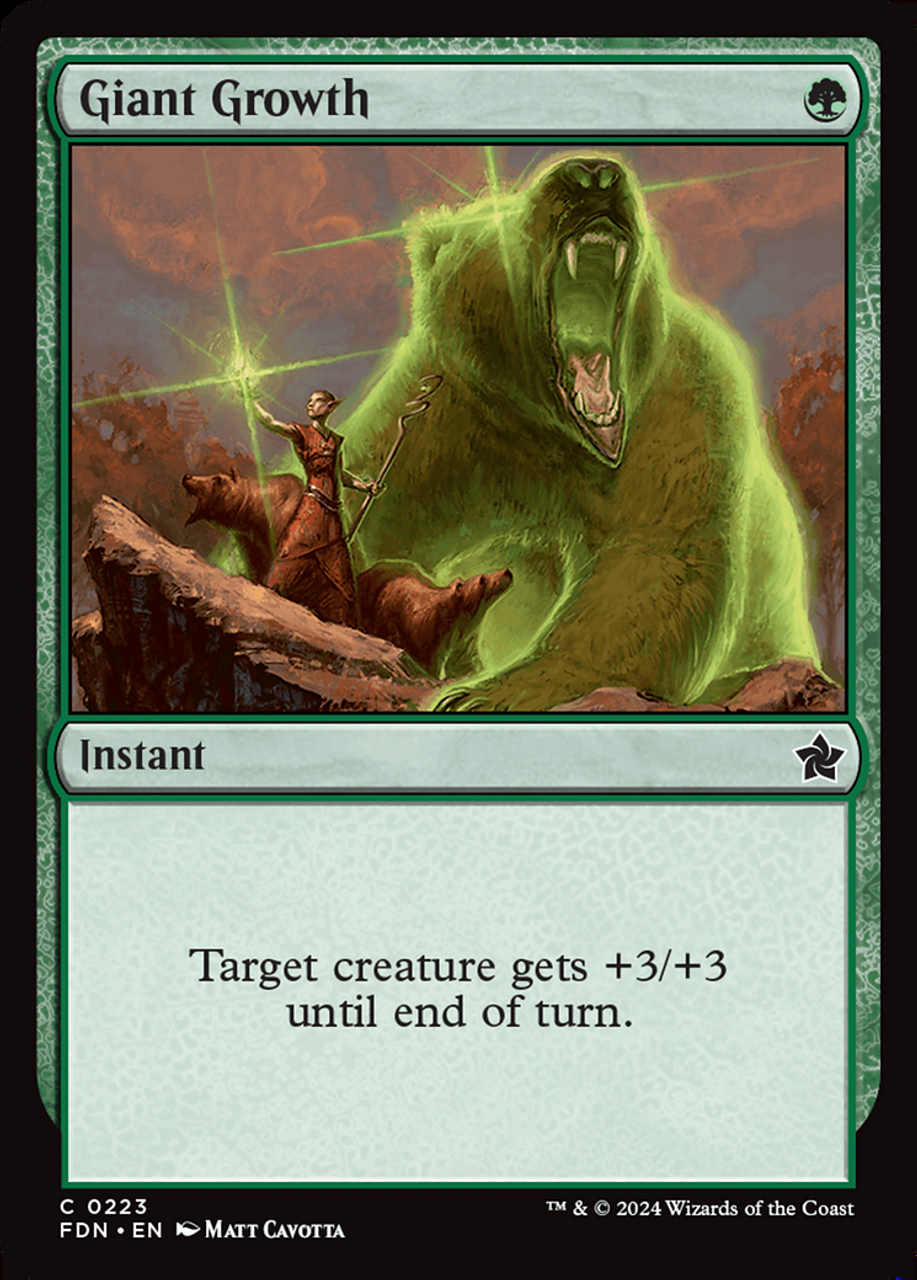 Giant Growth
Instant
Target creature gets +3/+3
until end of turn.
C 0223
™ & © 2024 Wizards of the Coast
FDN • EN Matt Cavotta